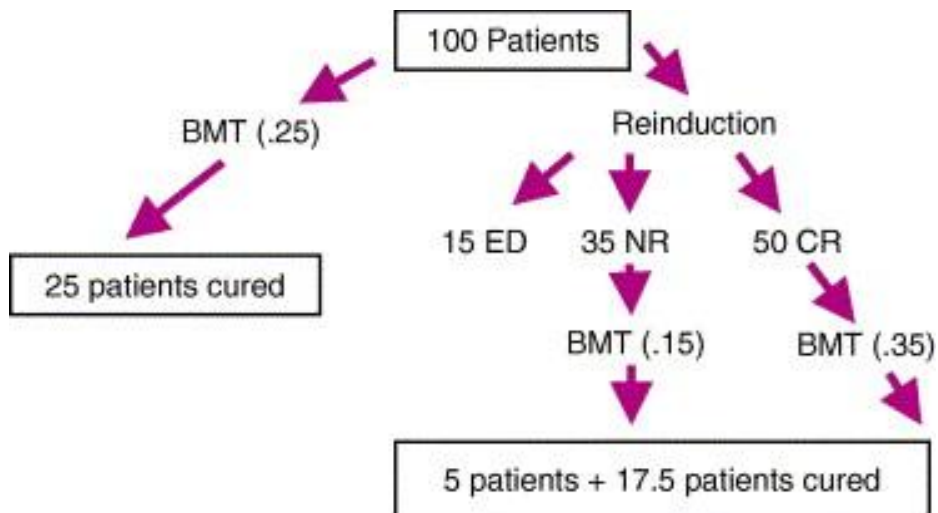 100 Patients
BMT (.25)
Reinduction
15 ED
35 NR
50 CR
25 patients cured
BMT (.15)
BMT (.35)
5 patients + 17.5 patients cured